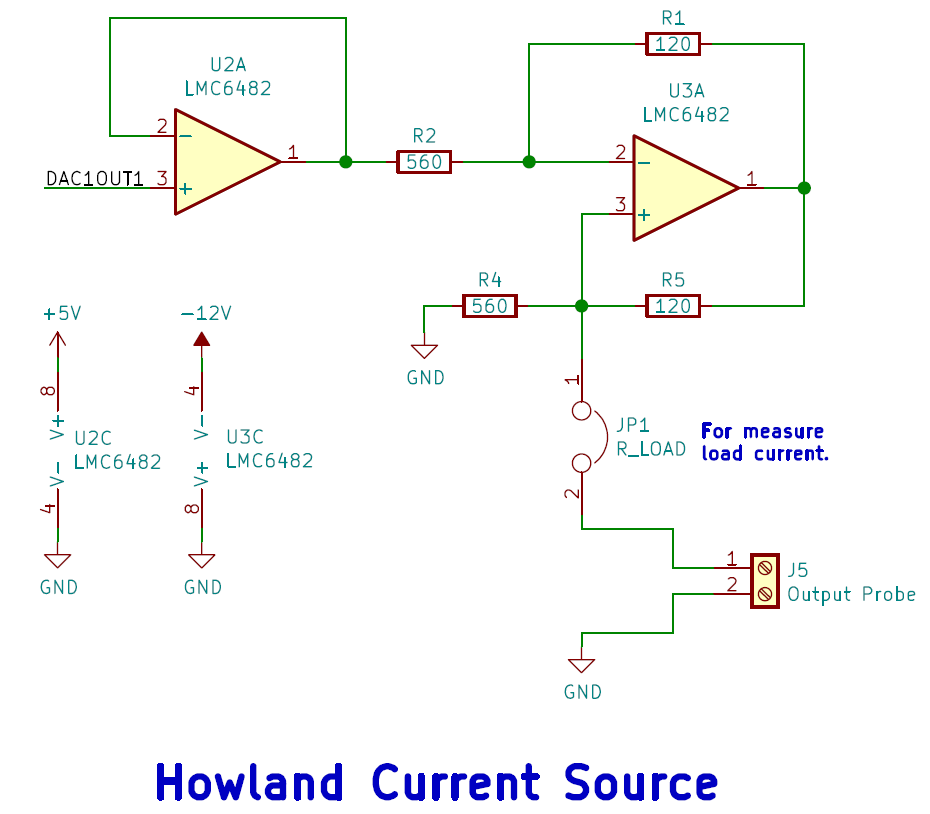 R1
120
U2A
LMC6482
U3A
LMC6482
2
1
3
DAC1OUT1
R2
560
2
1
3
R4
560
R5
120
GND
+5V
-12V
8
4
V+
V-
U2C
LMC6482
V-
V+
U3C
LMC6482
4
8
GND
GND
1
JP1
R_LOAD
2
For measure
load current.
1
2
J5
Output Probe
GND
Howland Current Source